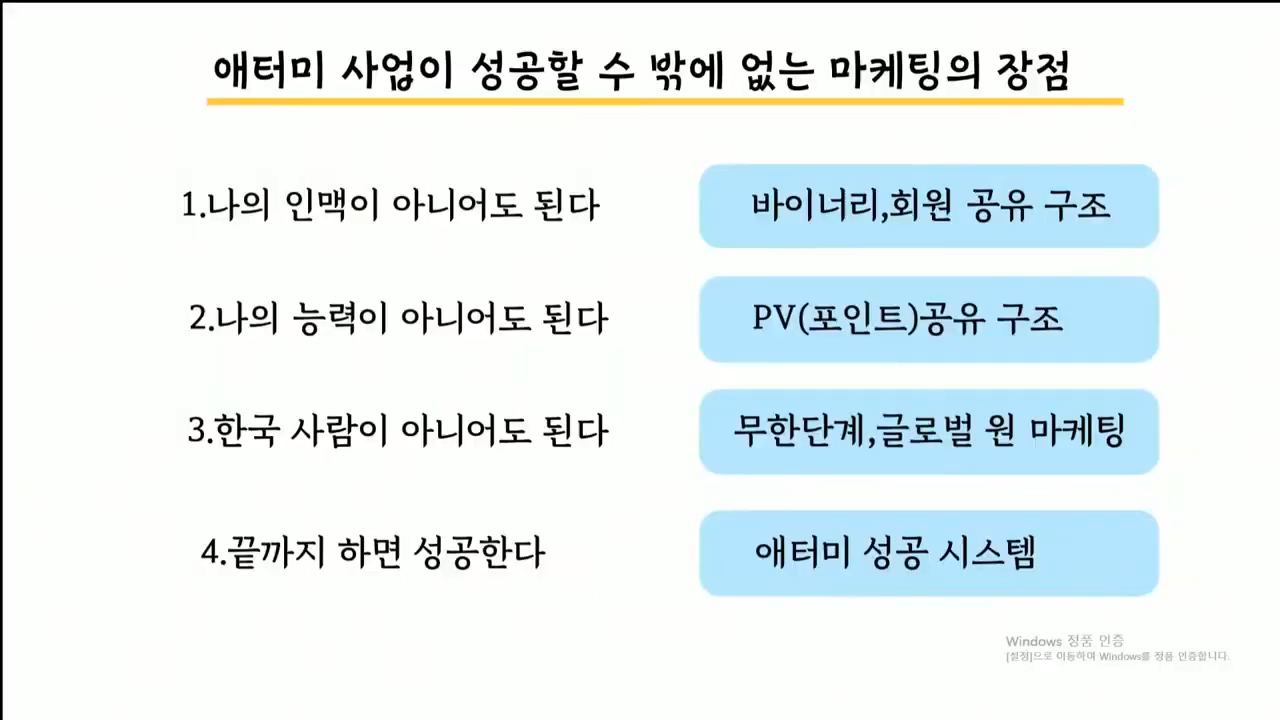 애터미 사업이 성공할 수 밖에 없는 마케팅의 장점
1.나의 인맥이 아니어도 된다
바이너리,회원 공유 구조
2.나의 능력이 아니어도 된다
PV(포인트)공유 구조
3.한국 사람이 아니어도 된다
무한단계,글로벌 원 마케팅
4.끝까지 하면 성공한다
애터미 성공 시스템
Windows 정품 인증
[설정]으로 이동하여 Windows를 정품 인증합니다.